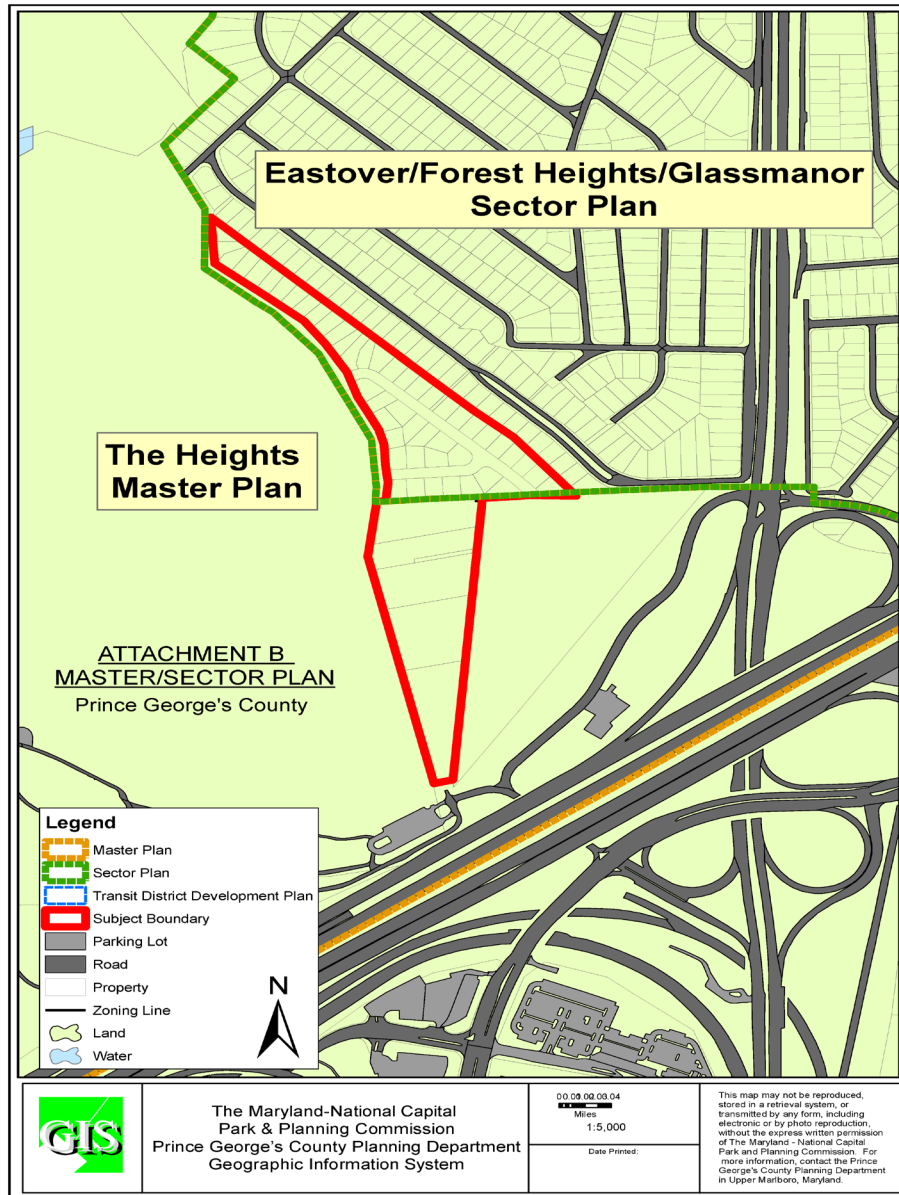 Eastover/Forest Heights/Glassmanor
Sector Plan
The Heights
Master Plan
ATTACHMENT B
MASTER/SECTOR PLAN
Prince George's County
Legend
Master Plan
Sector Plan
Transit District Development Plan
Subject Boundary
Parking Lot
Road
Property
Zoning Line
Land
Water
N
GIS
The Maryland-National Capital
Park & Planning Commission
Prince George's County Planning Department
Geographic Information System
Miles
1:5,000
Date Printed:
This map may not be reproduced,
stored in a retrieval system, or
transmitted by any form, including
electronic or by photo reproduction,
without the express written permission
of The Maryland - National Capital
Park and Planning Commission. For
more information, contact the Prince
George's County Planning Department
in Upper Marlboro, Maryland.